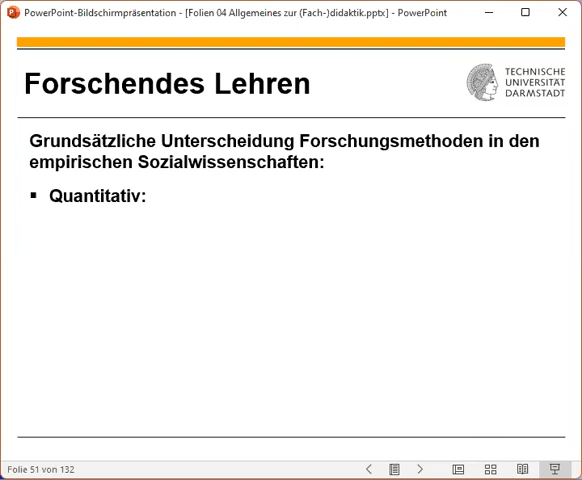 PowerPoint-Bildschirmpräsentation - [Folien 04 Allgemeines zur (Fach-)didaktik.pptx] - PowerPoint
Forschendes Lehren
TECHNISCHE
UNIVERSITÄT
DARMSTADT
Grundsätzliche Unterscheidung Forschungsmethoden in den
empirischen Sozialwissenschaften:
▪ Quantitativ:
Folie 51 von 132